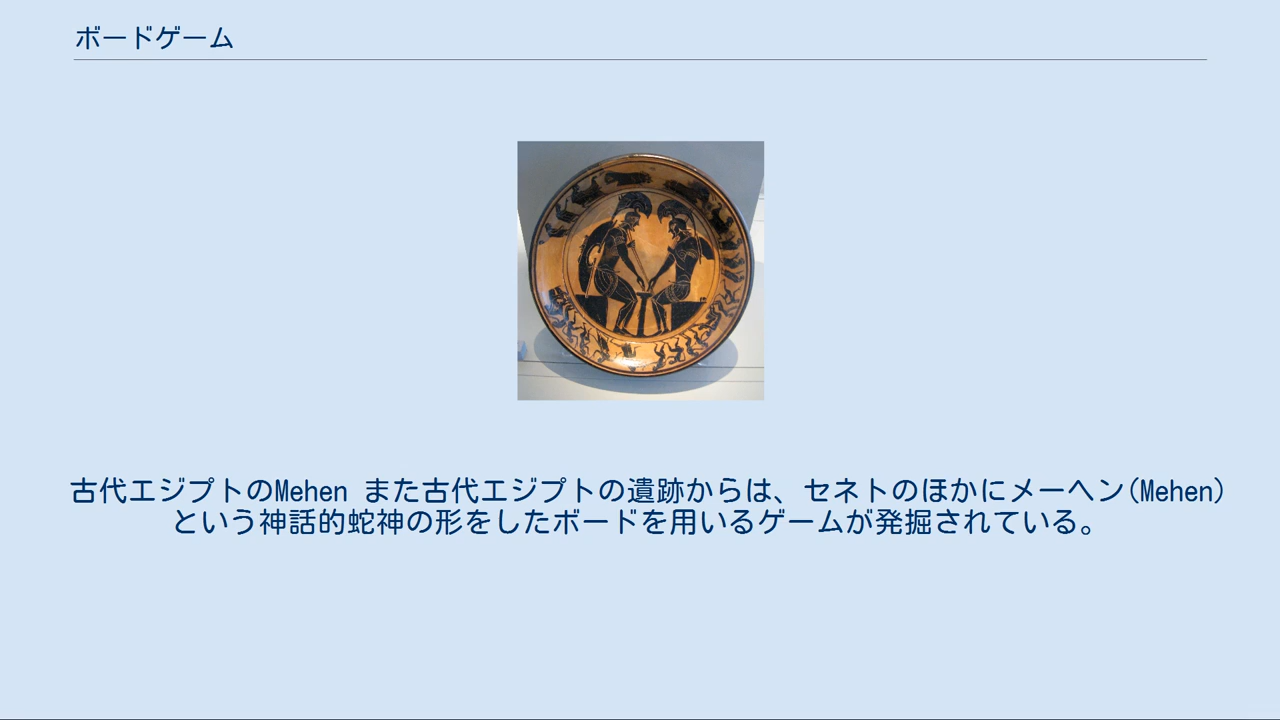 ボードゲーム
古代エジプトのMehen また古代エジプトの遺跡からは、セネトのほかにメーヘン(Mehen)
という神話的蛇神の形をしたボードを用いるゲームが発掘されている。